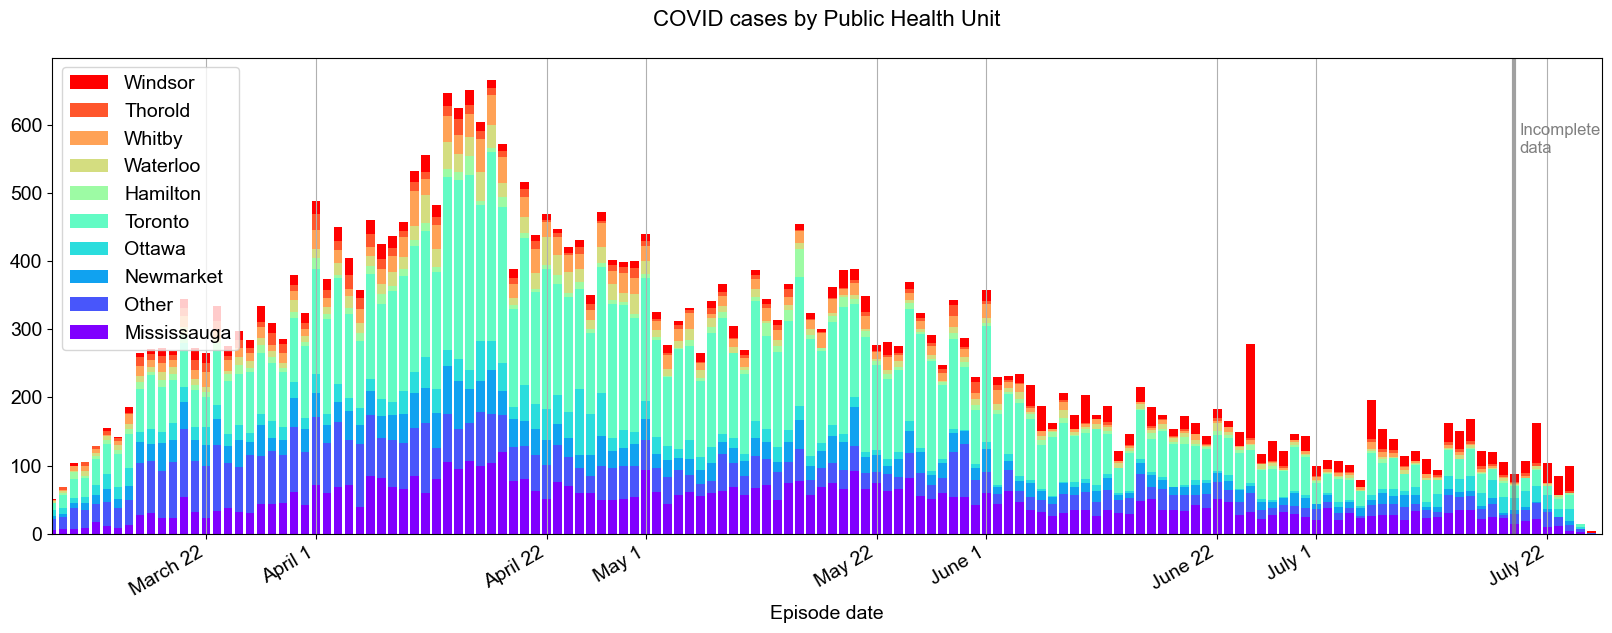 COVID cases by Public Health Unit
Windsor
Thorold
Whitby
Waterloo
Hamilton
Toronto
Ottawa
Newmarket
Other
Mississauga
Incomplete
data
600
500
400
300
200
100
0
March 22
April 1
April 22
May 1
May 22
June 1
June 22
July 1
July 22
Episode date